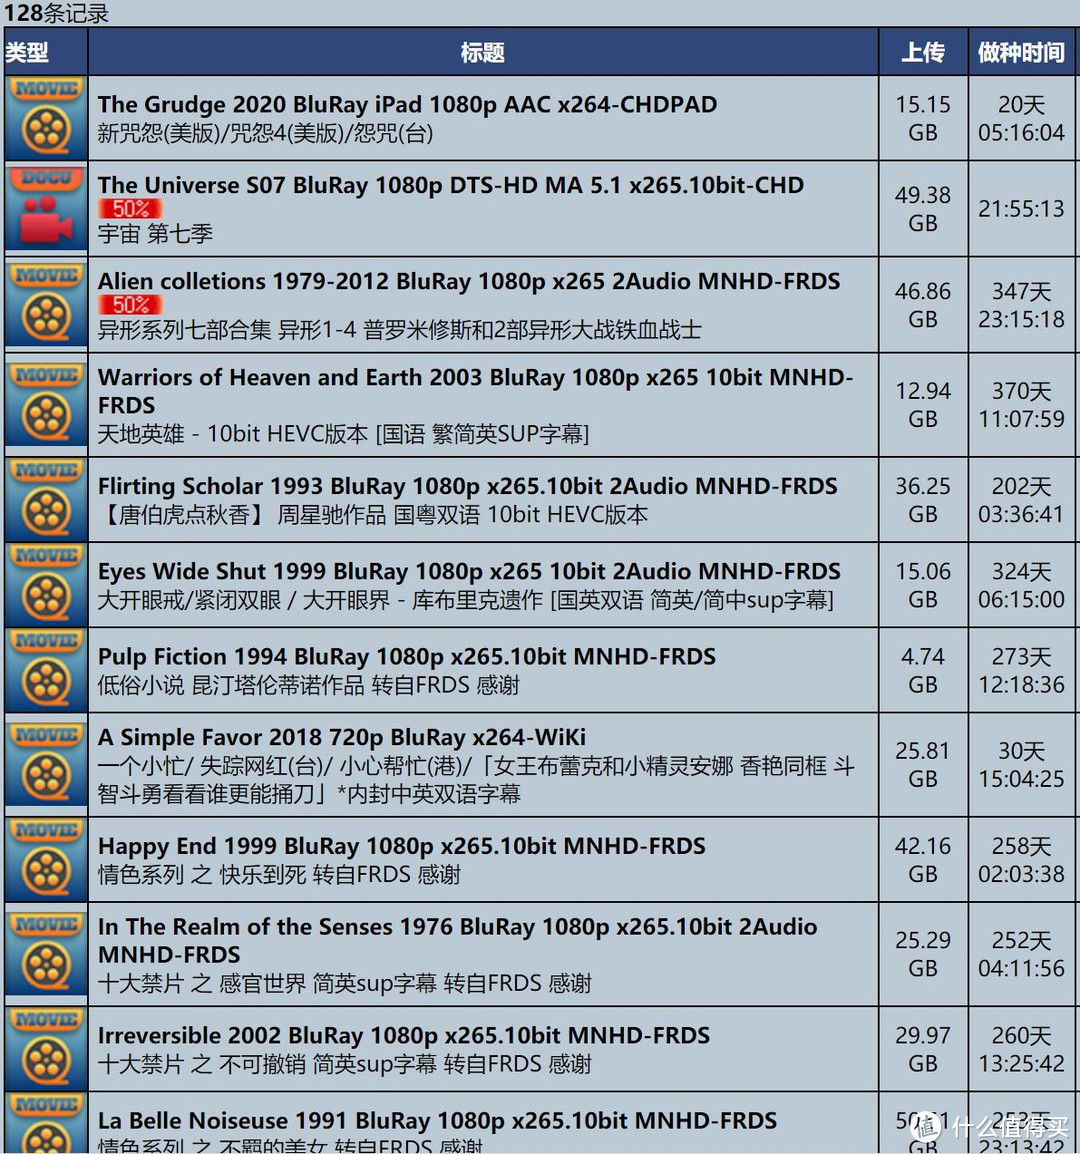 128条记录
类型 标题 上传 做种时间
MOVIE
The Grudge 2020 BluRay iPad 1080p AAC x264-CHDPAD
新咒怨(美版)/咒怨4(美版)/怨咒(台)
15.15
GB
20天
05:16:04
DOCU
The Universe S07 BluRay 1080p DTS-HD MA 5.1 x265.10bit-CHD
50%
宇宙 第七季
49.38
GB
21:55:13
MOVIE
Alien colletions 1979-2012 BluRay 1080p x265 2Audio MNHD-FRDS
50%
异形系列七部合集 异形1-4 普罗米修斯和2部异形大战铁血战士
46.86
GB
347天
23:15:18
MOVIE
Warriors of Heaven and Earth 2003 BluRay 1080p x265 10bit MNHD-
FRDS
天地英雄 - 10bit HEVC版本 [国语 繁简英SUP字幕]
12.94
GB
370天
11:07:59
MOVIE
Flirting Scholar 1993 BluRay 1080p x265.10bit 2Audio MNHD-FRDS
【唐伯虎点秋香】 周星驰作品 国粤双语 10bit HEVC版本
36.25
GB
202天
03:36:41
MOVIE
Eyes Wide Shut 1999 BluRay 1080p x265 10bit 2Audio MNHD-FRDS
大开眼戒/紧闭双眼 / 大开眼界 - 库布里克遗作 [国英双语 简英/简中sup字幕]
15.06
GB
324天
06:15:00
MOVIE
Pulp Fiction 1994 BluRay 1080p x265.10bit MNHD-FRDS
低俗小说 昆汀塔伦蒂诺作品 转自FRDS 感谢
4.74
GB
273天
12:18:36
MOVIE
A Simple Favor 2018 720p BluRay x264-WiKi
一个小忙/ 失踪网红(台)/ 小心帮忙(港)/「女王布蕾克和小精灵安娜 香艳同框 斗
智斗勇看看谁更能捅刀」*内封中英双语字幕
25.81
GB
30天
15:04:25
MOVIE
Happy End 1999 BluRay 1080p x265.10bit MNHD-FRDS
情色系列 之 快乐到死 转自FRDS 感谢
42.16
GB
258天
02:03:38
MOVIE
In The Realm of the Senses 1976 BluRay 1080p x265.10bit 2Audio
MNHD-FRDS
十大禁片 之 感官世界 简英sup字幕 转自FRDS 感谢
25.29
GB
252天
04:11:56
MOVIE
Irreversible 2002 BluRay 1080p x265.10bit MNHD-FRDS
十大禁片 之 不可撤销 简英sup字幕 转自FRDS 感谢
29.97
GB
260天
13:25:42
MOVIE
La Belle Noiseuse 1991 BluRay 1080p x265.10bit MNHD-FRDS
情色系列 之 不羁的美女 转自FRDS 感谢
GB
23:13:42
值 什么值得买